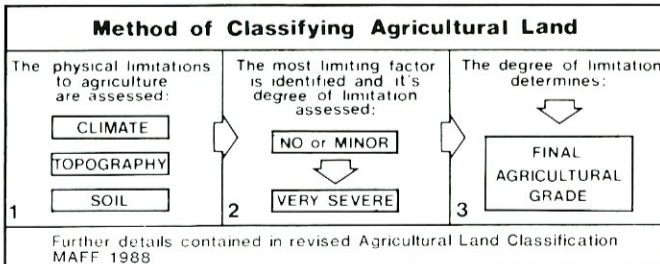 Method of Classifying Agricultural Land
The physical limitations
to agriculture
are assessed:
CLIMATE
TOPOGRAPHY
SOIL
1
The most limiting factor
is identified and it's
degree of limitation
assessed:
NO or MINOR
VERY SEVERE
2
The degree of limitation
determines:
FINAL
AGRICULTURAL
GRADE
3
Further details contained in revised Agricultural Land Classification
MAFF 1988